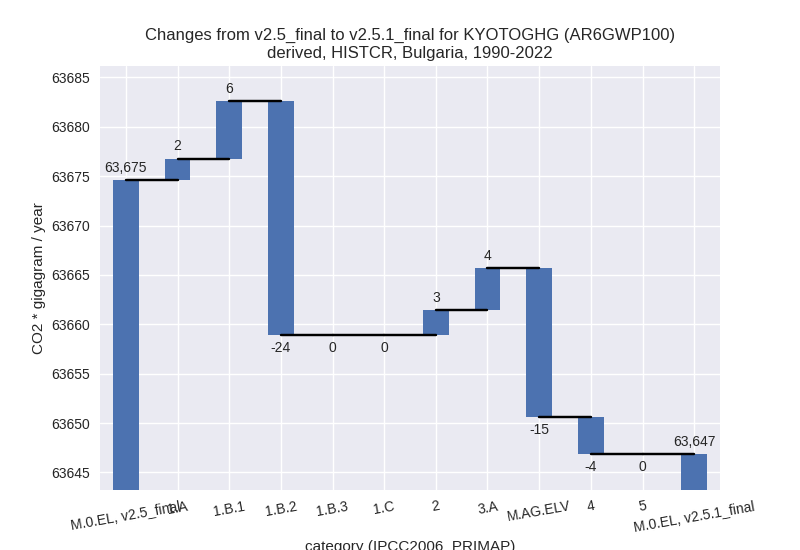 Changes from v2.5_final to v2.5.1_final for KYOTOGHG (AR6GWP100)
derived, HISTCR, Bulgaria, 1990-2022
CO2 * gigagram / year
63685
63680
63675
63670
63665
63660
63655
63650
63645
63,675
2
6
-24
0
0
3
4
-15
-4
0
63,647
M.0.EL, v2.5_final
1.A
1.B.1
1.B.2
1.B.3
1.C
2
3.A
M.AG.ELV
4
5
M.0.EL, v2.5.1_final
category (IPCC2006_PRIMAP)